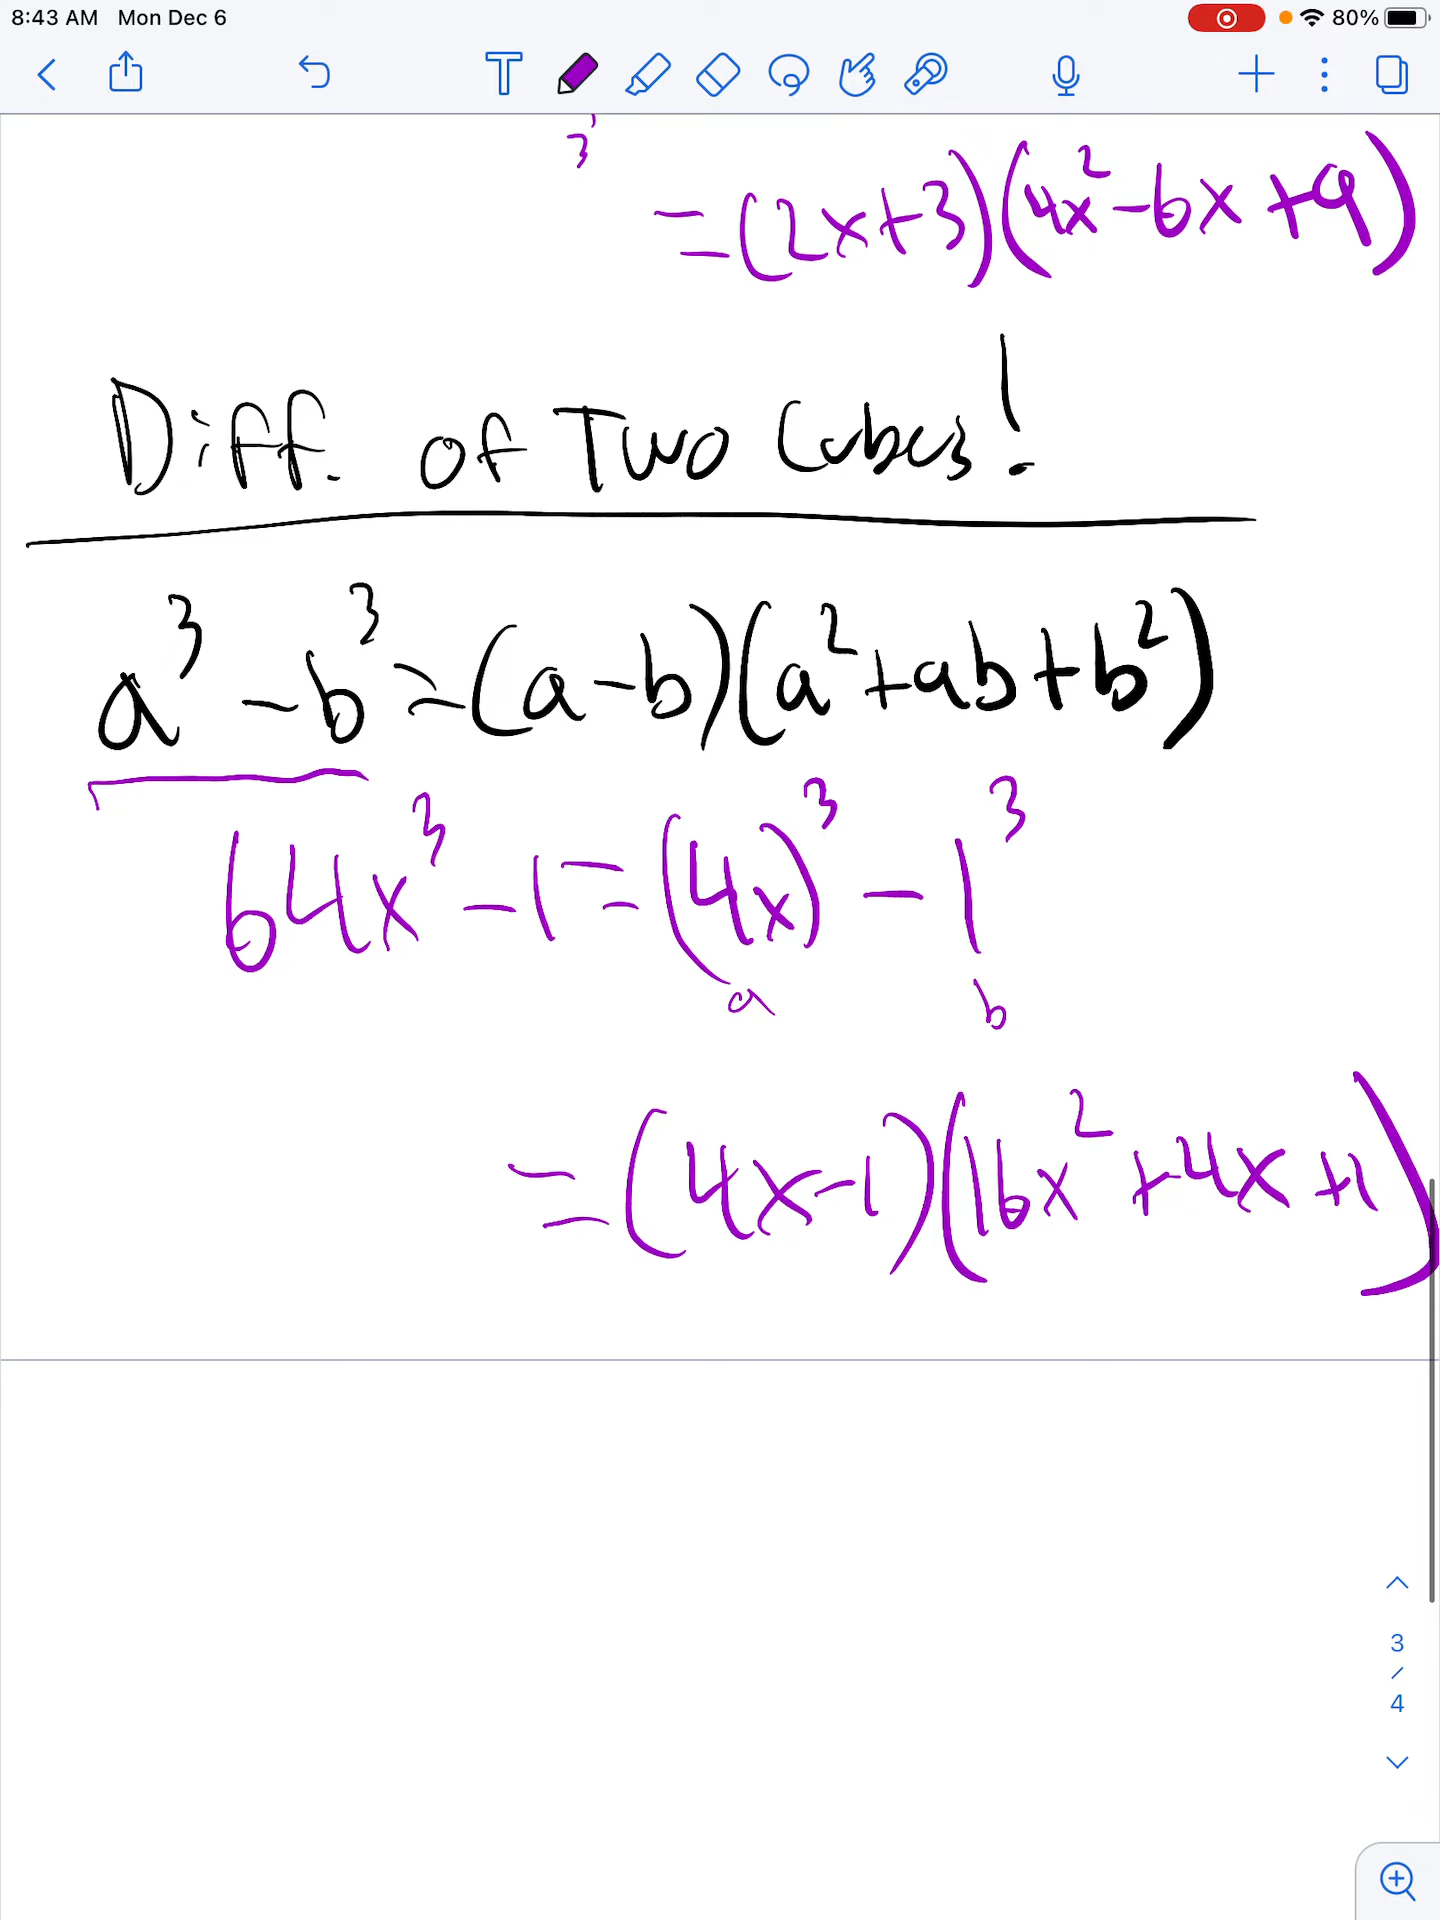 8:43 AM Mon Dec 6 80%
T
3
=(2x+3)(4x²-6x+9)
Diff. of Two Cubes!
a³-b³=(a-b)(a²+ab+b²)
64x³-1=(4x)³-1³
a b
=(4x-1)(16x²+4x+1)
3
/
4